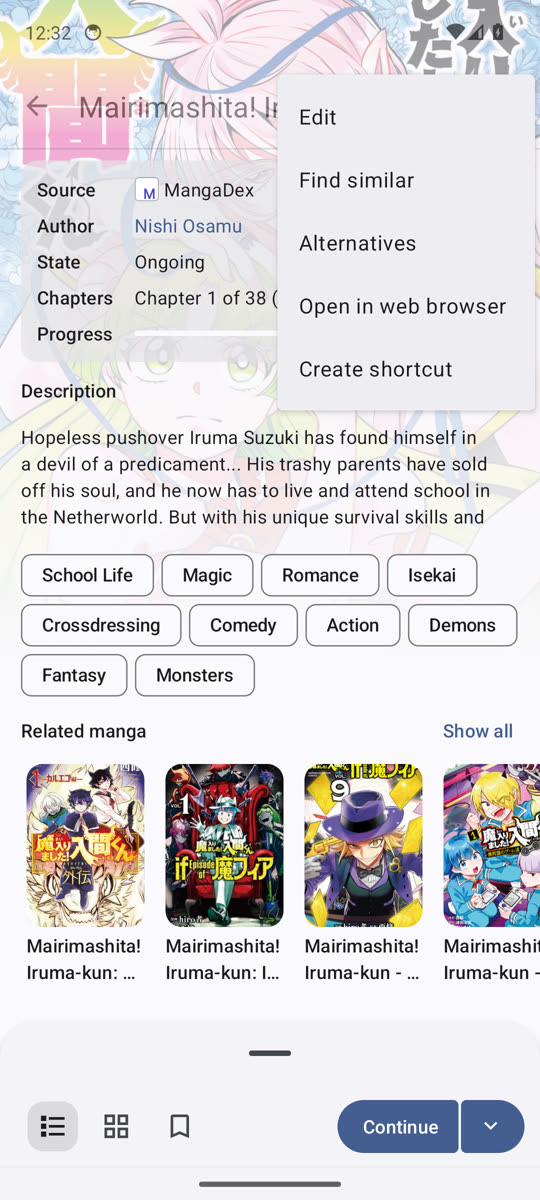 12:32
Mairimashita! Ir
Edit
Find similar
Alternatives
Open in web browser
Create shortcut
Source M MangaDex
Author Nishi Osamu
State Ongoing
Chapters Chapter 1 of 38 (
Progress
Description
Hopeless pushover Iruma Suzuki has found himself in
a devil of a predicament... His trashy parents have sold
off his soul, and he now has to live and attend school in
the Netherworld. But with his unique survival skills and
School Life Magic Romance Isekai
Crossdressing Comedy Action Demons
Fantasy Monsters
Related manga Show all
Mairimashita!
Iruma-kun: ...
Mairimashita!
Iruma-kun: I...
Mairimashita!
Iruma-kun - ...
Mairimashit
Iruma-kun -
Continue